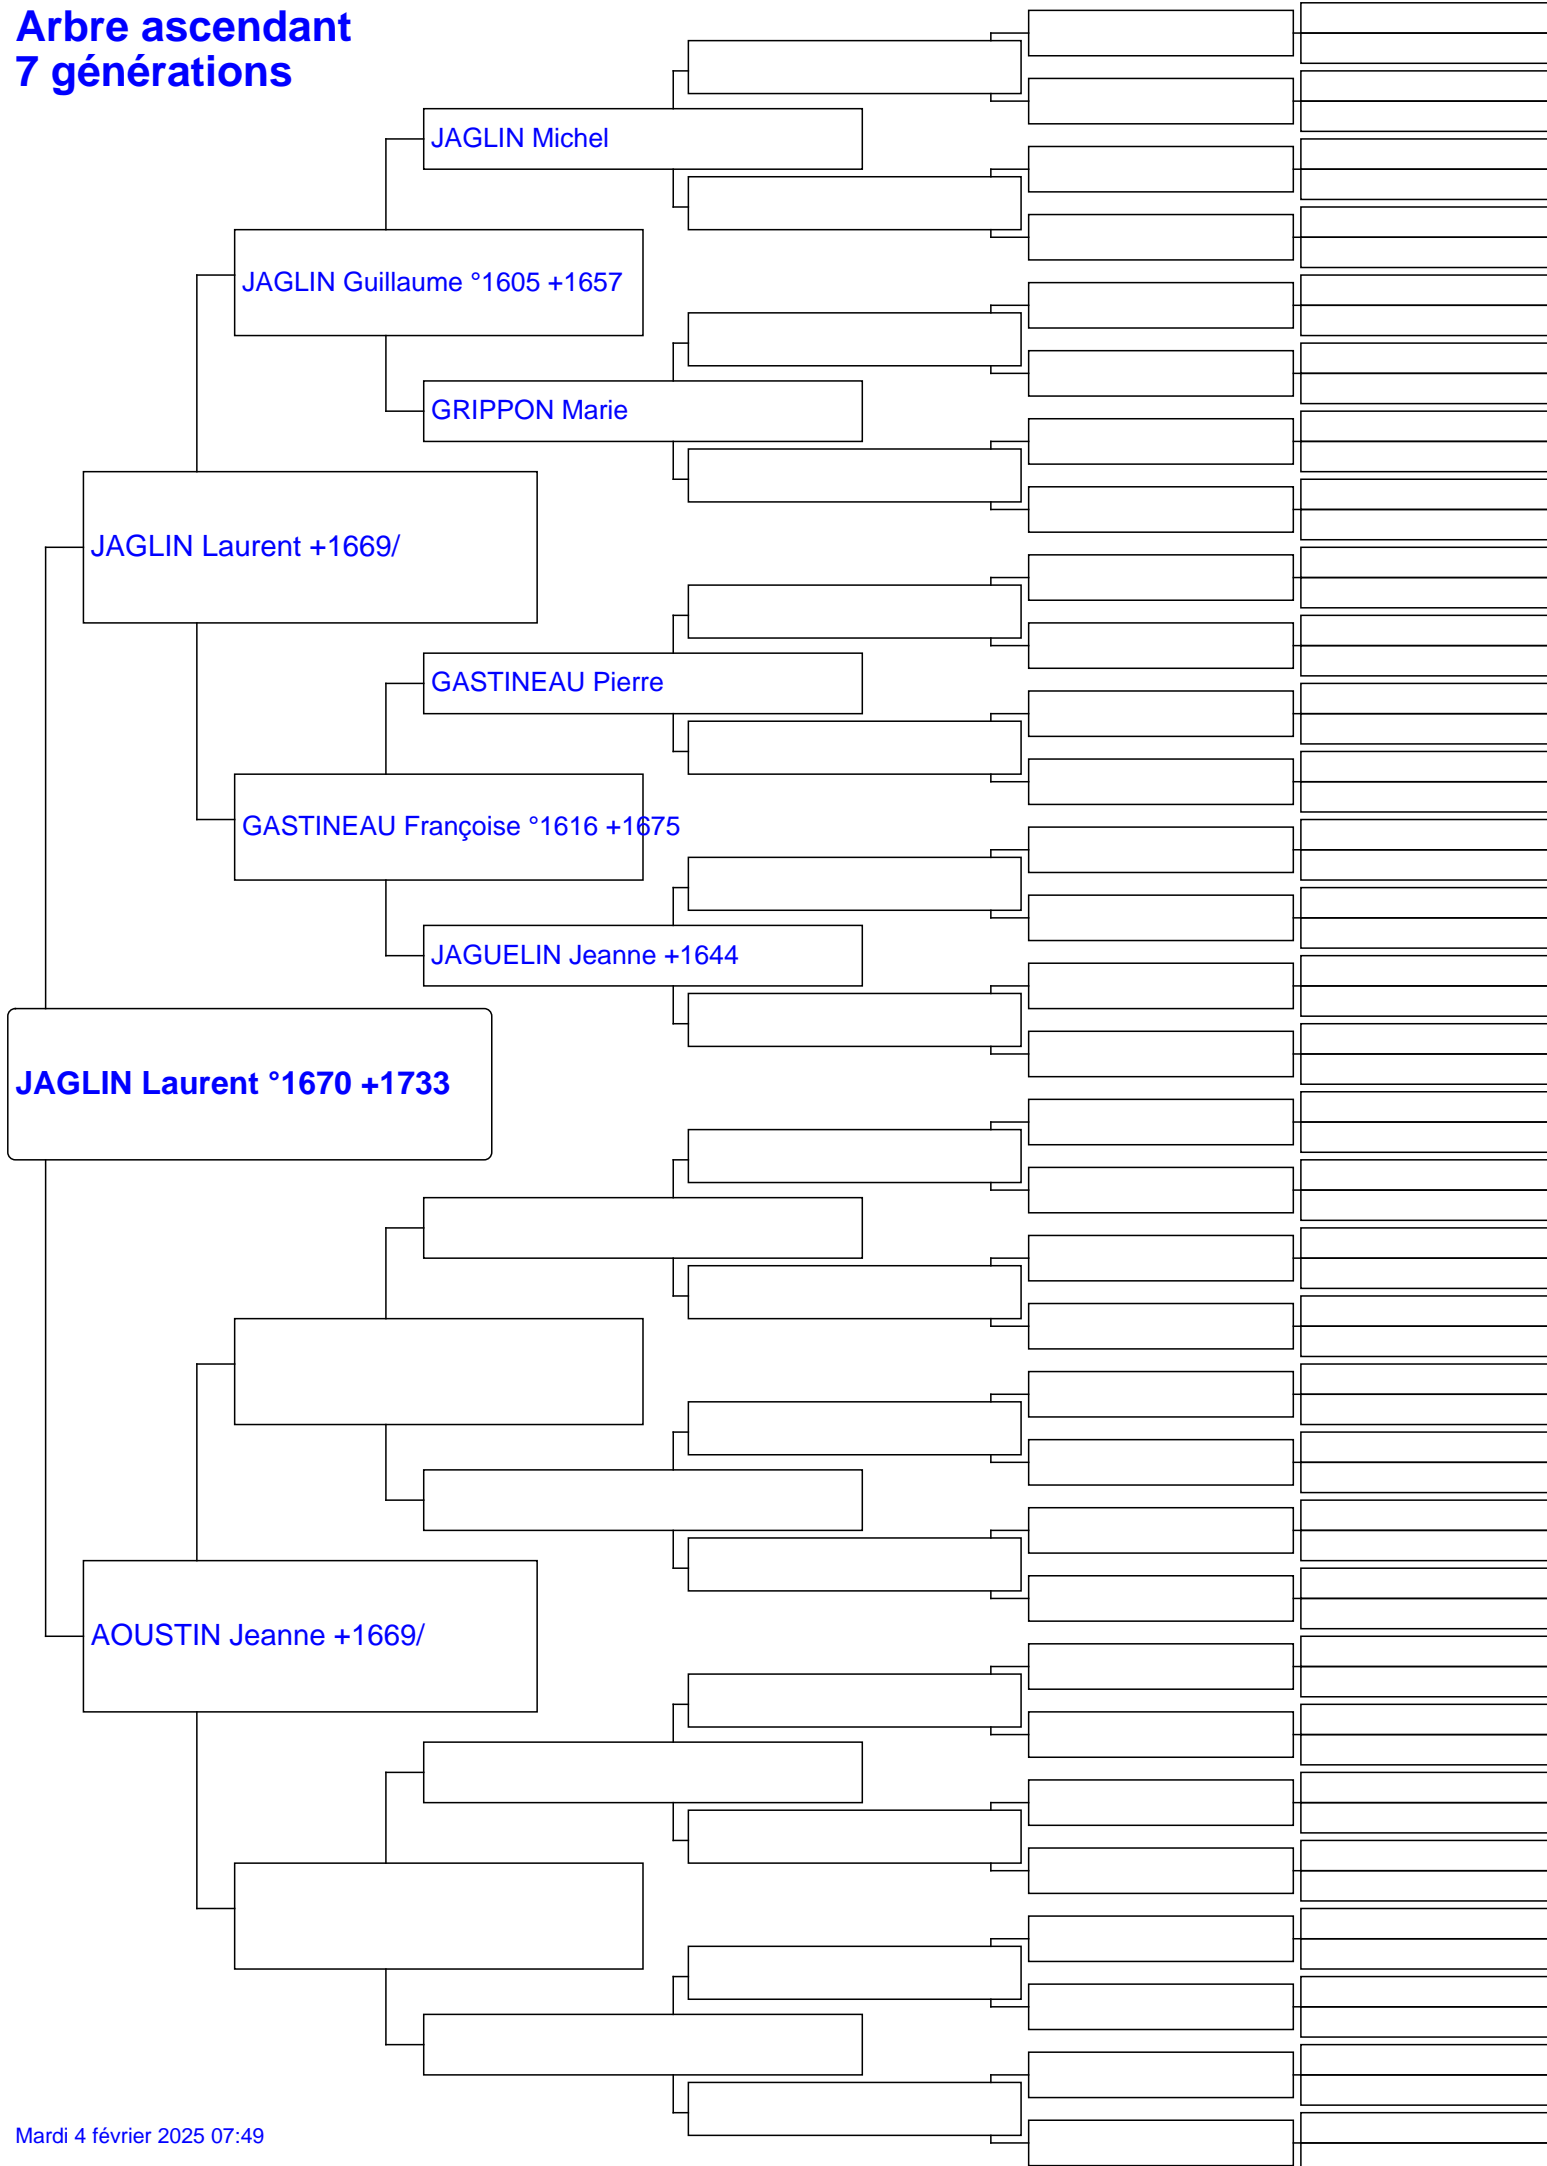 Arbre ascendant
7 générations
JAGLIN Michel
JAGLIN Guillaume °1605 +1657
GRIPPON Marie
JAGLIN Laurent +1669/
GASTINEAU Pierre
GASTINEAU Françoise °1616 +1675
JAGUELIN Jeanne +1644
JAGLIN Laurent °1670 +1733
AOUSTIN Jeanne +1669/
Mardi 4 février 2025 07:49